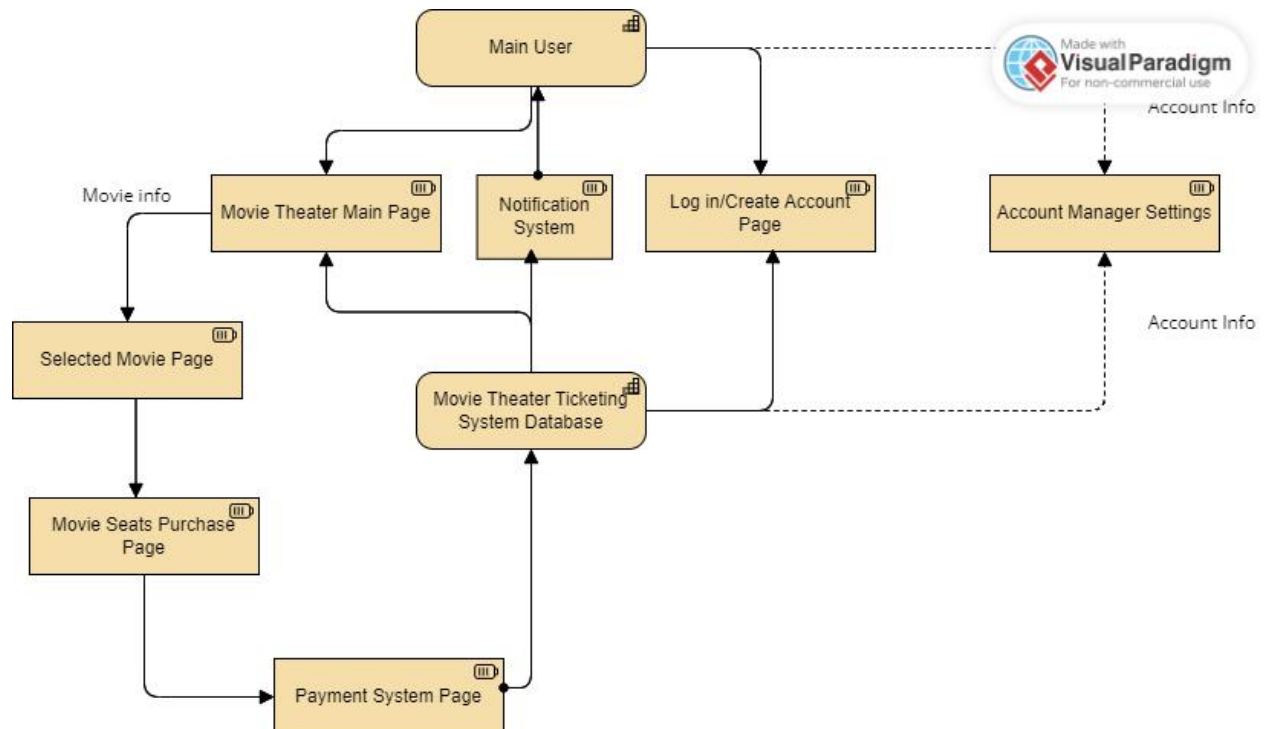 Main User
Made with
Visual Paradigm
For non-commercial use
Account Info
Movie info
Movie Theater Main Page
Notification
System
Log in/Create Account
Page
Account Manager Settings
Selected Movie Page
Account Info
Movie Theater Ticketing
System Database
Movie Seats Purchase
Page
Payment System Page